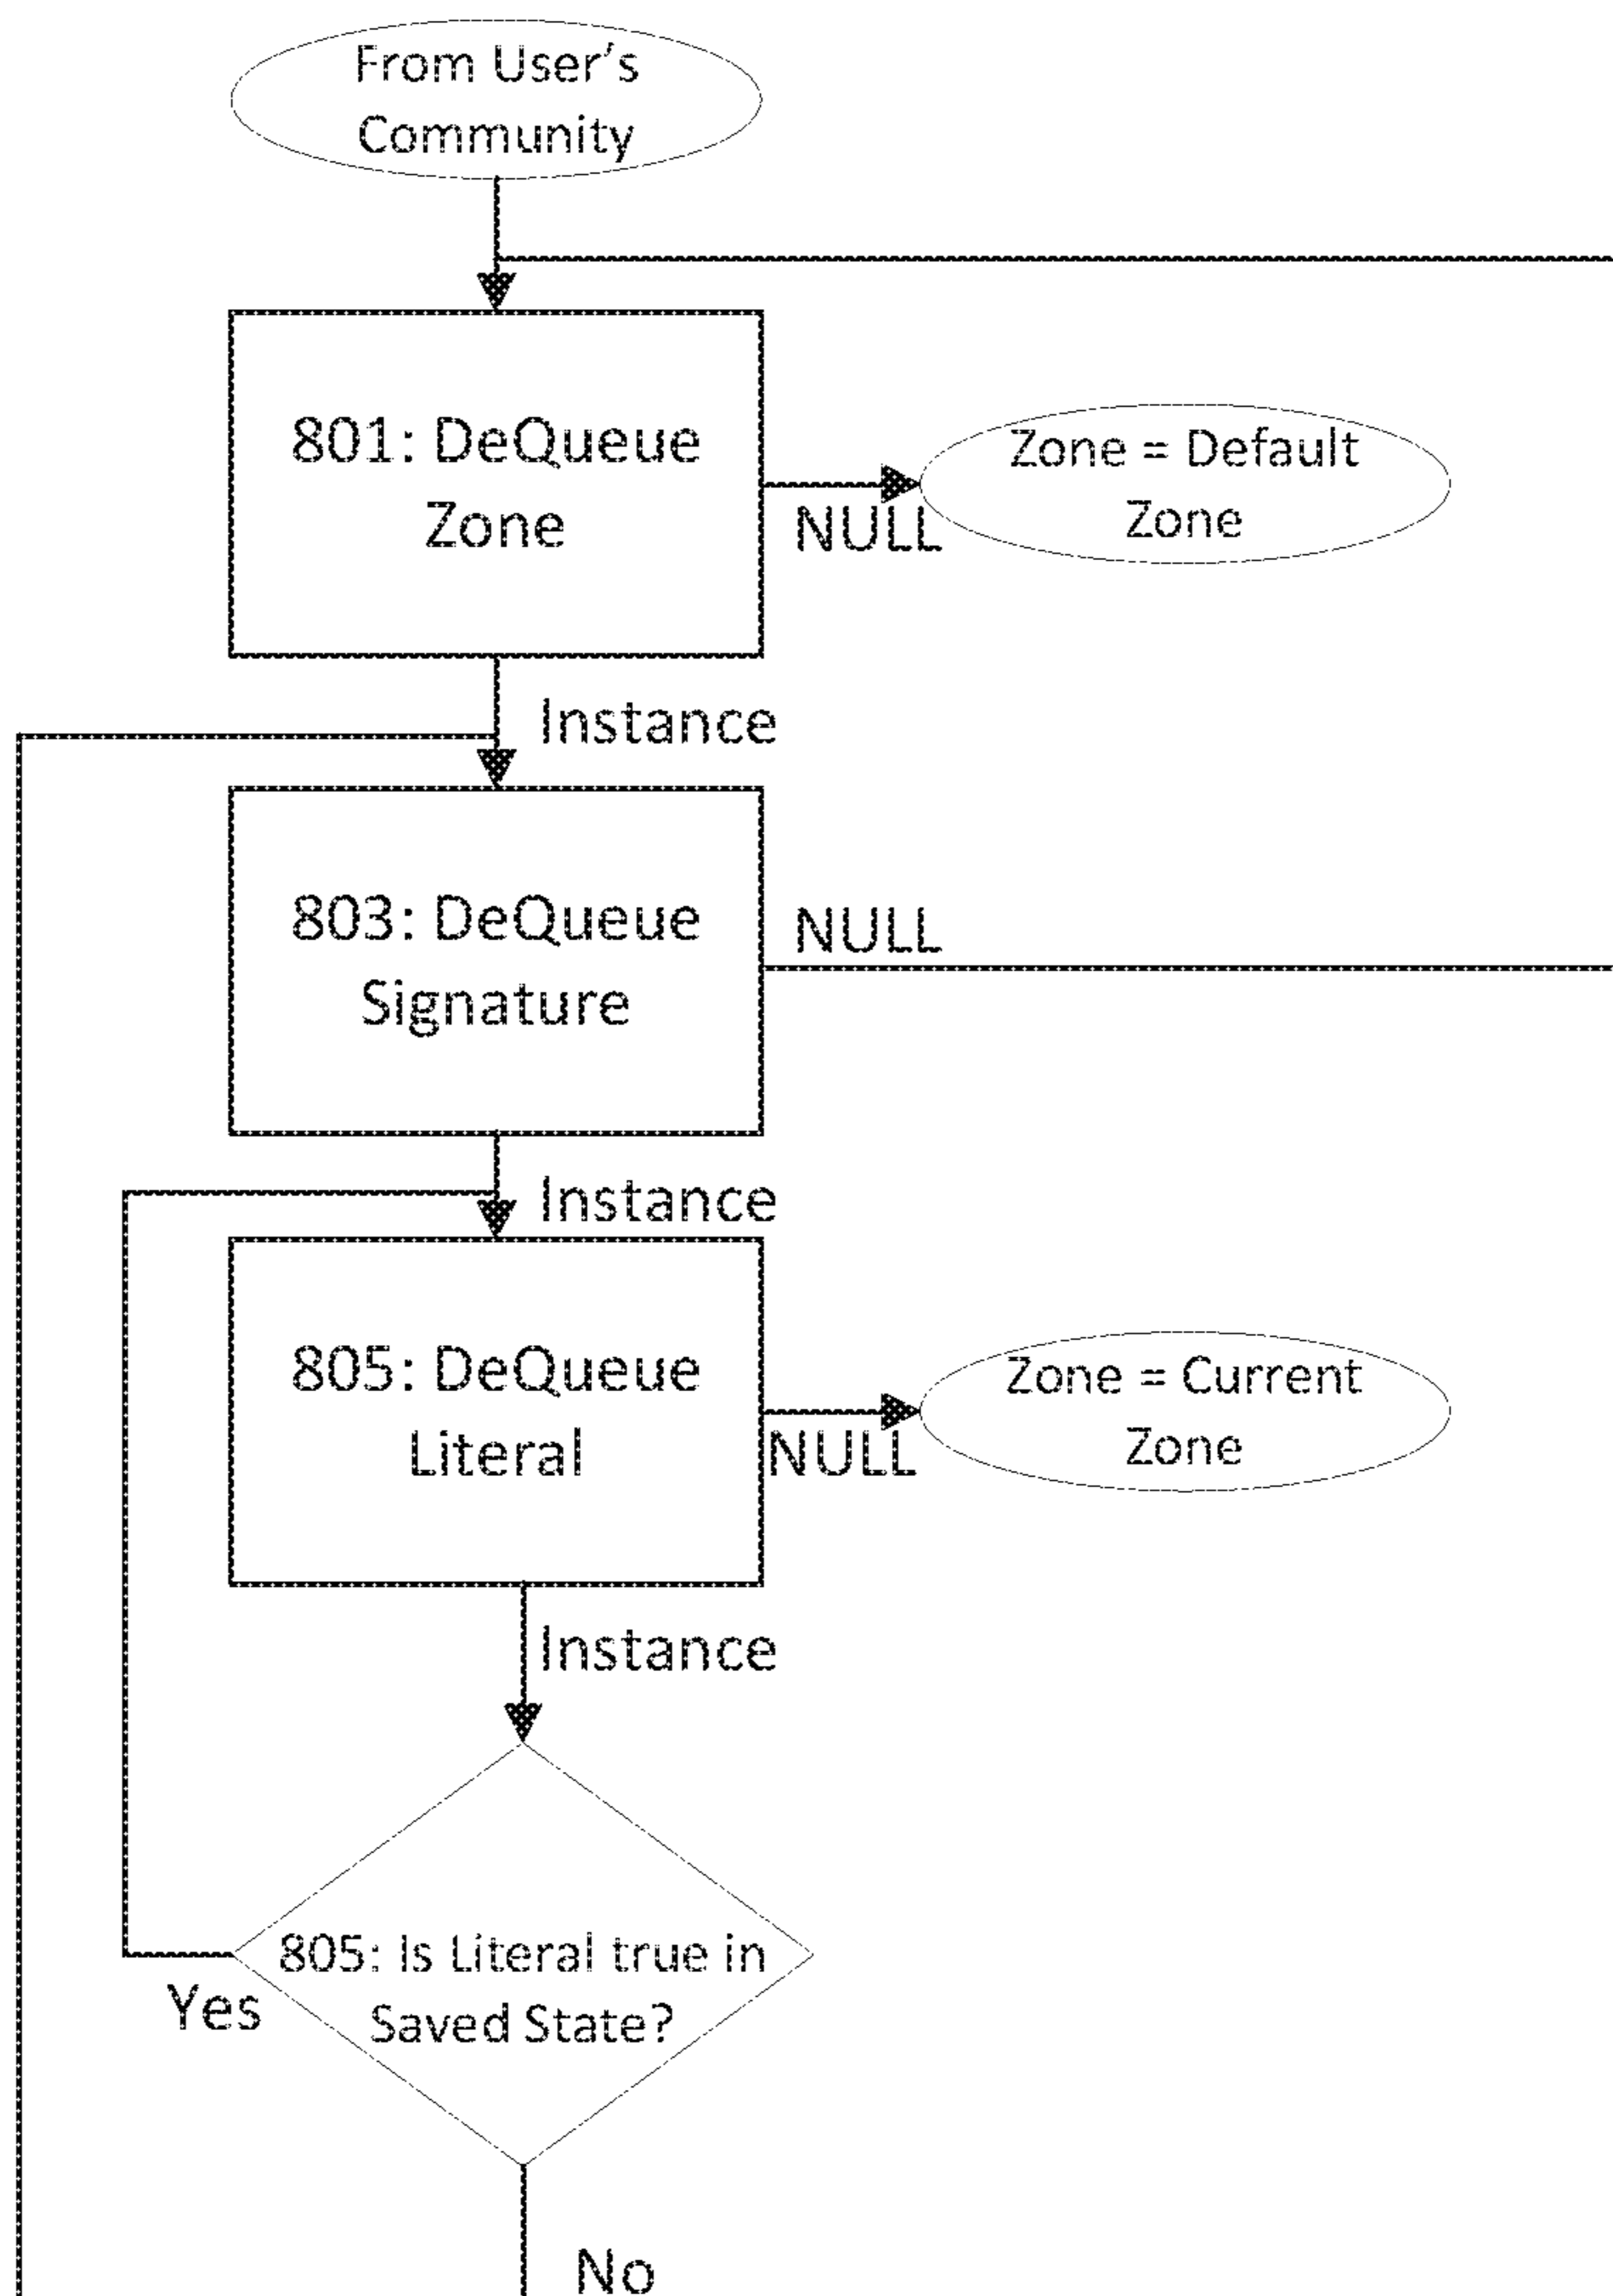 From User's
Community
801: DeQueue
Zone
NULL
Zone = Default
Zone
Instance
803: DeQueue
Signature
NULL
Instance
805: DeQueue
Literal
NULL
Zone = Current
Zone
Instance
805: Is Literal true in
Saved State?
Yes
No